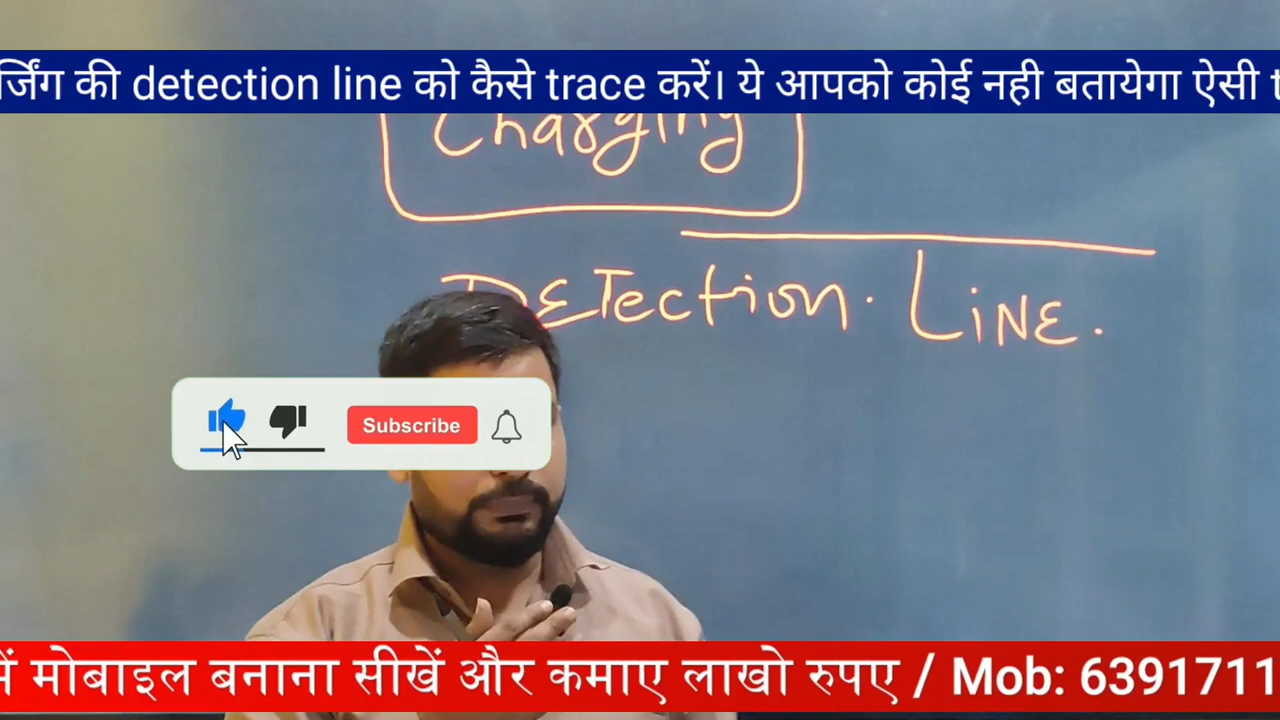 र्जिंग की detection line को कैसे trace करें। ये आपको कोई नही बतायेगा ऐसी t
Charging
DETection. LiNE.
Subscribe
में मोबाइल बनाना सीखें और कमाए लाखो रुपए / Mob: 6391711